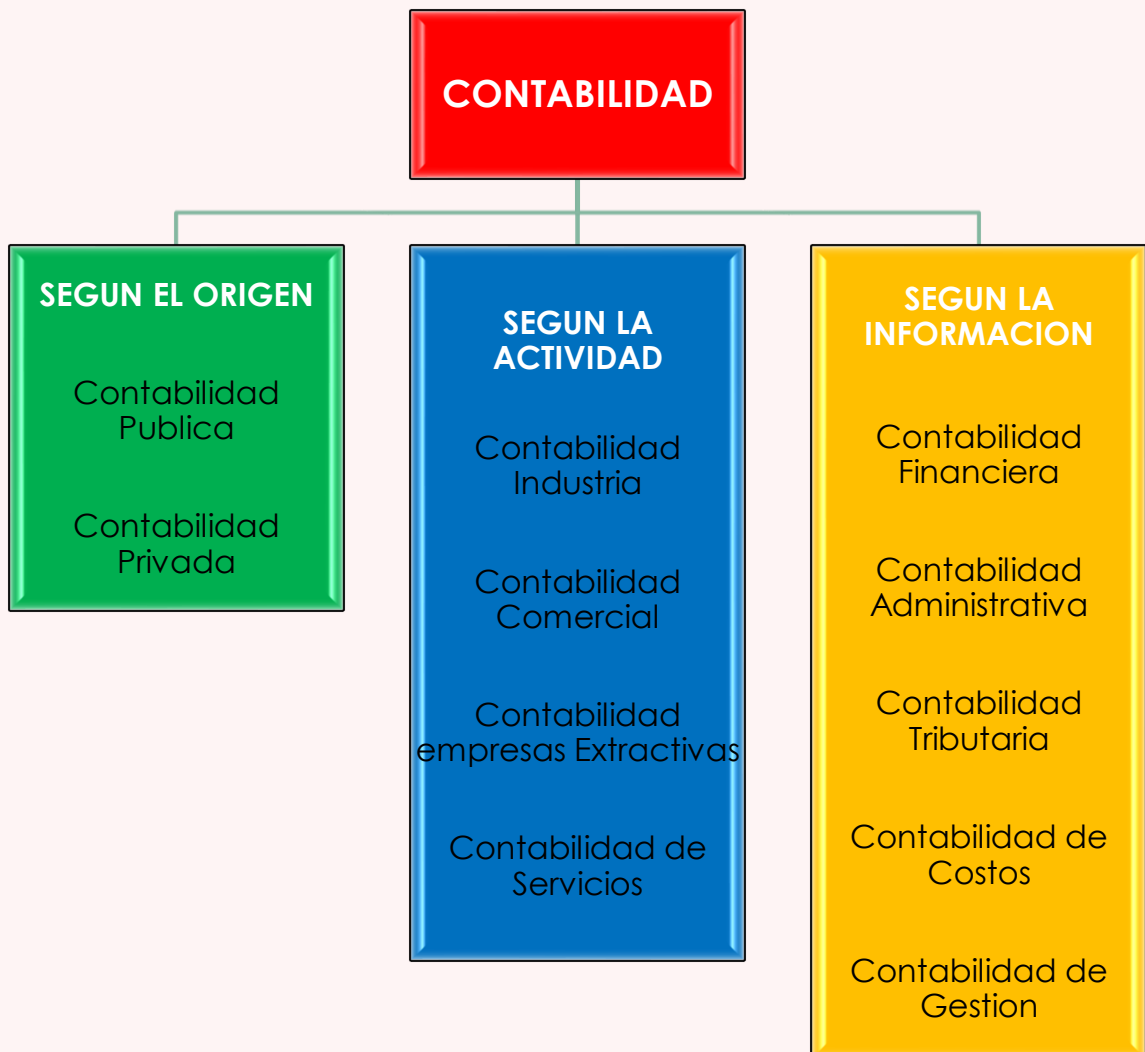 CONTABILIDAD
SEGUN EL ORIGEN
Contabilidad
Publica
Contabilidad
Privada
SEGUN LA
ACTIVIDAD
Contabilidad
Industria
Contabilidad
Comercial
Contabilidad
empresas Extractivas
Contabilidad de
Servicios
SEGUN LA
INFORMACION
Contabilidad
Financiera
Contabilidad
Administrativa
Contabilidad
Tributaria
Contabilidad de
Costos
Contabilidad de
Gestion